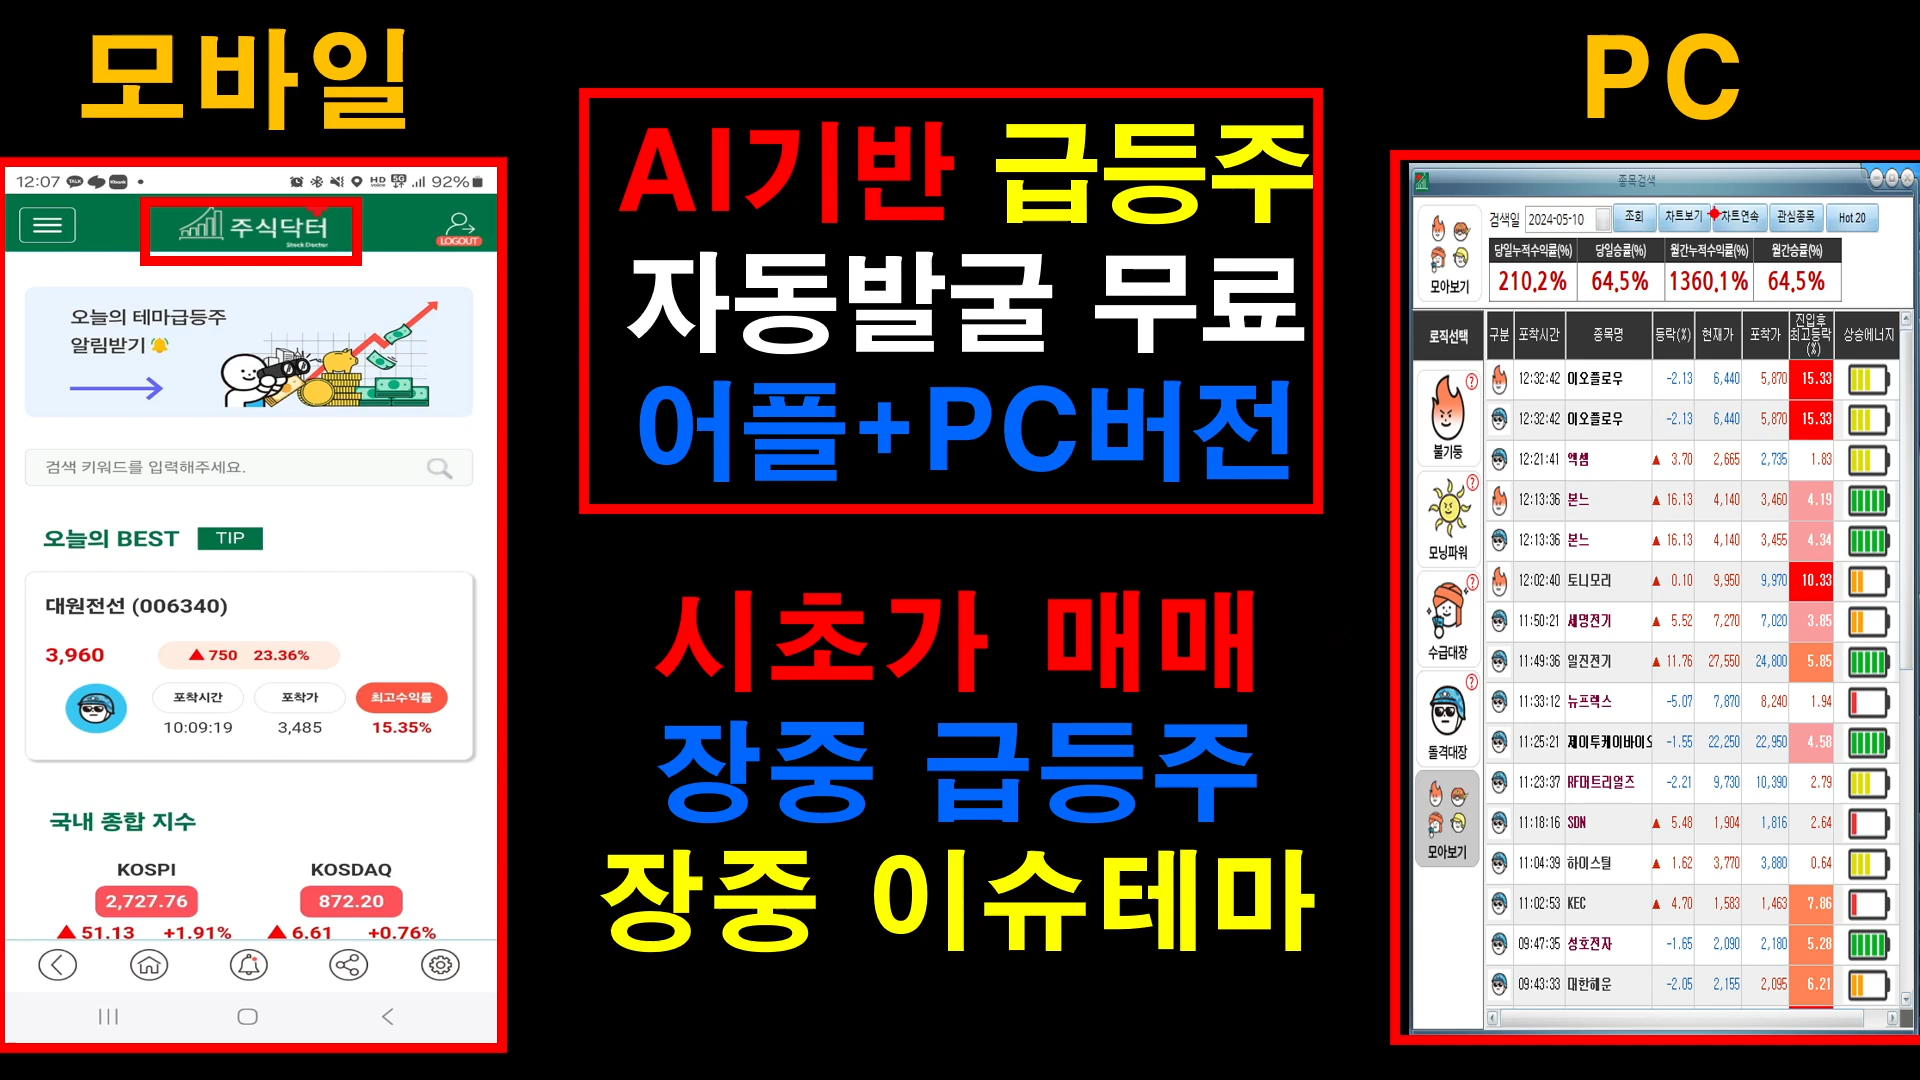 모바일
12:07
TALK
Kbank
HD VOICE 5G 92%
주식닥터
Stock Doctor
LOGOUT
오늘의 테마급등주
알림받기
검색 키워드를 입력해주세요.
오늘의 BEST TIP
대원전선 (006340)
3,960 ▲ 750 23.36%
포착시간 포착가 최고수익률
10:09:19 3,485 15.35%
국내 종합 지수
KOSPI KOSDAQ
2,727.76 872.20
▲ 51.13 +1.91% ▲ 6.61 +0.76%
AI기반 급등주
자동발굴 무료
어플+PC버전
시초가 매매
장중 급등주
장중 이슈테마
PC
종목검색
모아보기
검색일 2024-05-10 조회 차트보기 차트연속 관심종목 Hot 20
당일누적수익률(%) 당일승률(%) 월간누적수익률(%) 월간승률(%)
210,2% 64,5% 1360,1% 64,5%
로직선택
불기둥
모닝파워
수급대장
돌격대장
모아보기
구분 포착시간 종목명 등락(%) 현재가 포착가 진입후 최고등락 (%) 상승에너지
12:32:42 이오플로우 -2.13 6,440 5,870 15.33
12:32:42 이오플로우 -2.13 6,440 5,870 15.33
12:21:41 엑셈 ▲ 3.70 2,665 2,735 1.83
12:13:36 본느 ▲ 16.13 4,140 3,460 4.19
12:13:36 본느 ▲ 16.13 4,140 3,455 4.34
12:02:40 토니모리 ▲ 0.10 9,950 9,970 10.33
11:50:21 세명전기 ▲ 5.52 7,270 7,020 3.85
11:49:36 일진전기 ▲ 11.76 27,550 24,800 5.85
11:33:12 뉴프렉스 -5.07 7,870 8,240 1.94
11:25:21 제이투케이바이오 -1.55 22,250 22,950 4.58
11:23:37 RF머트리얼즈 -2.21 9,730 10,390 2.79
11:18:16 SDN ▲ 5.48 1,904 1,816 2.64
11:04:39 하이스틸 ▲ 1.62 3,770 3,880 0.64
11:02:53 KEC ▲ 4.70 1,583 1,463 7.86
09:47:35 성호전자 -1.65 2,090 2,180 5.28
09:43:33 대한해운 -2.05 2,155 2,095 6.21